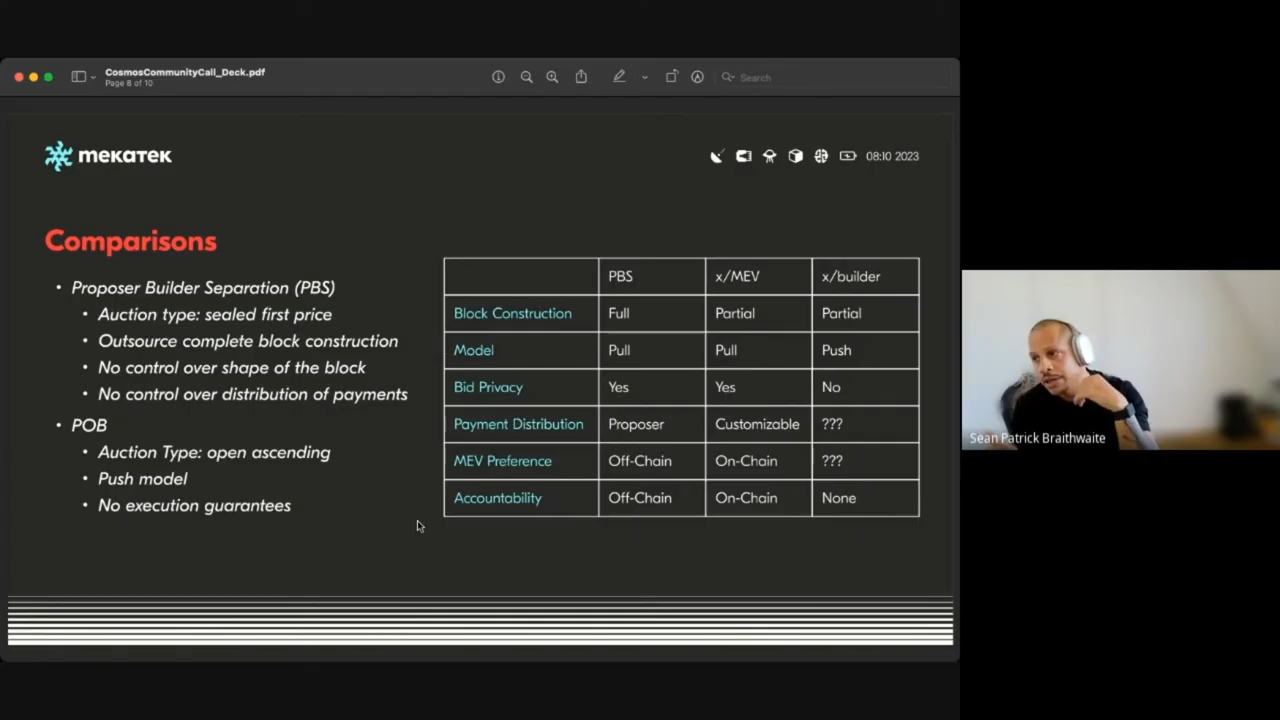 CosmosCommunityCall_Deck.pdf
Page 8 of 10
Search
mekatek
08:10 2023
Comparisons
• Proposer Builder Separation (PBS)
• Auction type: sealed first price
• Outsource complete block construction
• No control over shape of the block
• No control over distribution of payments
• POB
• Auction Type: open ascending
• Push model
• No execution guarantees
PBS x/MEV x/builder
Block Construction Full Partial Partial
Model Pull Pull Push
Bid Privacy Yes Yes No
Payment Distribution Proposer Customizable ???
MEV Preference Off-Chain On-Chain ???
Accountability Off-Chain On-Chain None
Sean Patrick Braithwaite